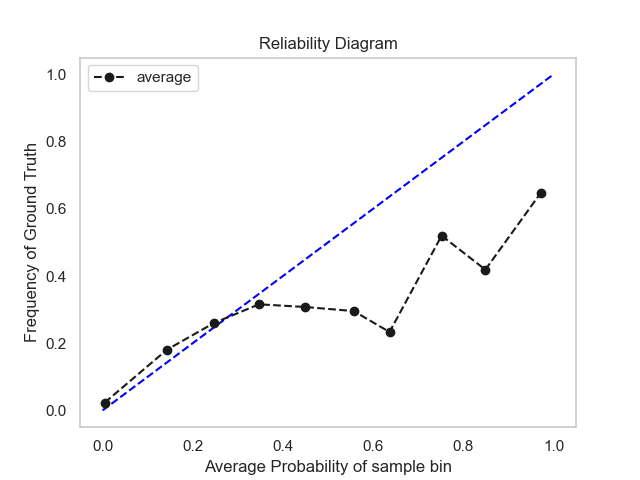 Reliability Diagram
average
Frequency of Ground Truth
1.0
0.8
0.6
0.4
0.2
0.0
0.0 0.2 0.4 0.6 0.8 1.0
Average Probability of sample bin